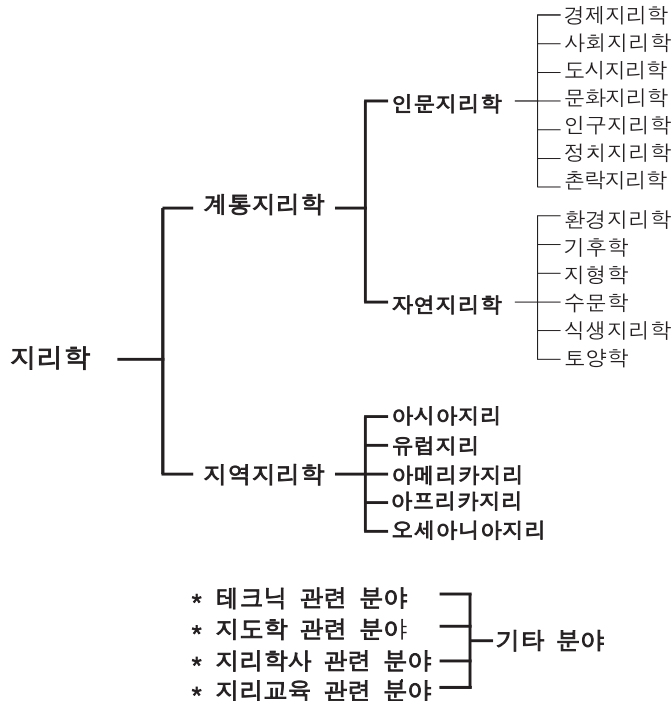 경제지리학
사회지리학
도시지리학
문화지리학
인문지리학
인구지리학
정치지리학
촌락지리학
계통지리학
환경지리학
기후학
지형학
자연지리학
수문학
식생지리학
토양학
지리학
아시아지리
유럽지리
지역지리학
아메리카지리
아프리카지리
오세아니아지리
* 테크닉 관련 분야
* 지도학 관련 분야
기타 분야
* 지리학사 관련 분야
* 지리교육 관련 분야